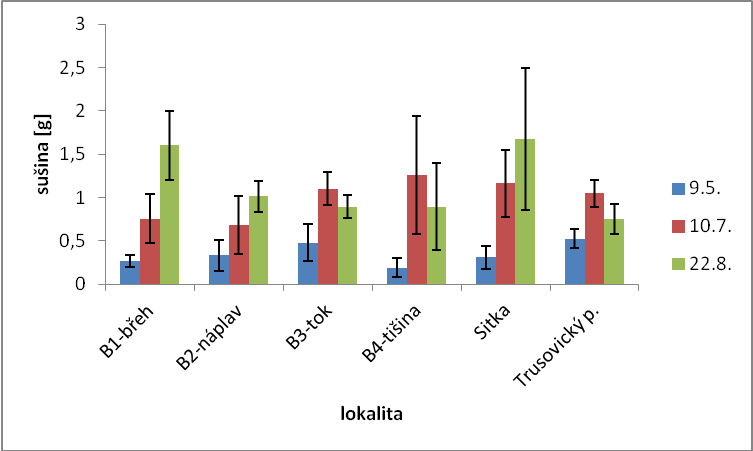 3
2,5
2
1,5
1
0,5
0
sušina [g]
B1-břeh
B2-náplav
B3-tok
B4-tišina
Sitka
Trusovický p.
lokalita
9.5.
10.7.
22.8.